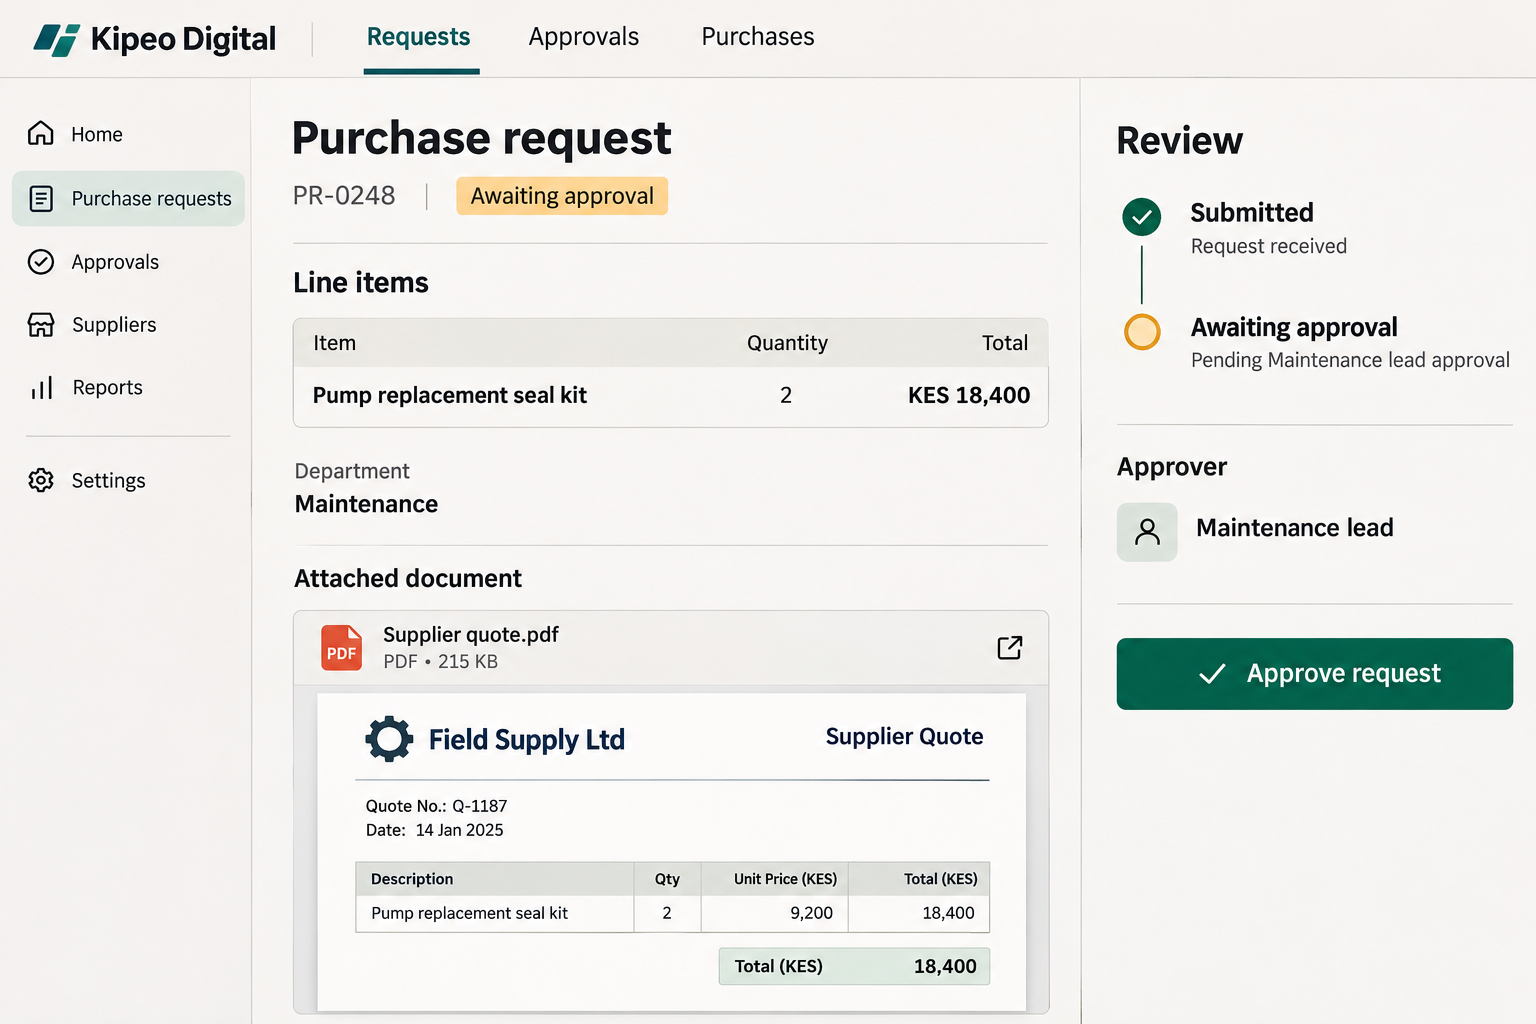 Kipeo Digital
Requests
Approvals
Purchases
Home
Purchase requests
Approvals
Suppliers
Reports
Settings
Purchase request
PR-0248
Awaiting approval
Line items
Item Quantity Total
Pump replacement seal kit 2 KES 18,400
Department
Maintenance
Attached document
PDF
Supplier quote.pdf
PDF • 215 KB
Field Supply Ltd
Supplier Quote
Quote No.: Q-1187
Date: 14 Jan 2025
Description Qty Unit Price (KES) Total (KES)
Pump replacement seal kit 2 9,200 18,400
Total (KES) 18,400
Review
Submitted
Request received
Awaiting approval
Pending Maintenance lead approval
Approver
Maintenance lead
Approve request